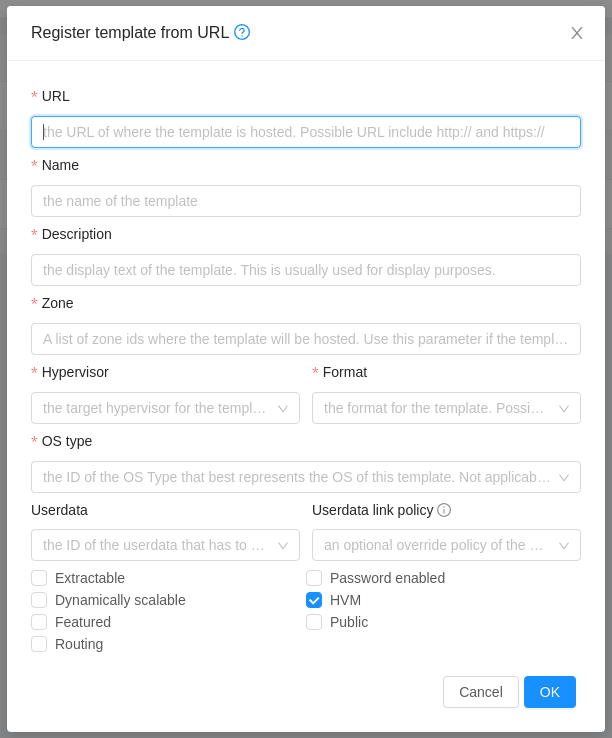 Register template from URL
* URL
the URL of where the template is hosted. Possible URL include http:// and https://
* Name
the name of the template
* Description
the display text of the template. This is usually used for display purposes.
* Zone
A list of zone ids where the template will be hosted. Use this parameter if the templ...
* Hypervisor
* Format
the target hypervisor for the templ...
the format for the template. Possi...
* OS type
the ID of the OS Type that best represents the OS of this template. Not applicab...
Userdata
Userdata link policy
the ID of the userdata that has to ...
an optional override policy of the ...
Extractable
Password enabled
Dynamically scalable
HVM
Featured
Public
Routing
Cancel
OK